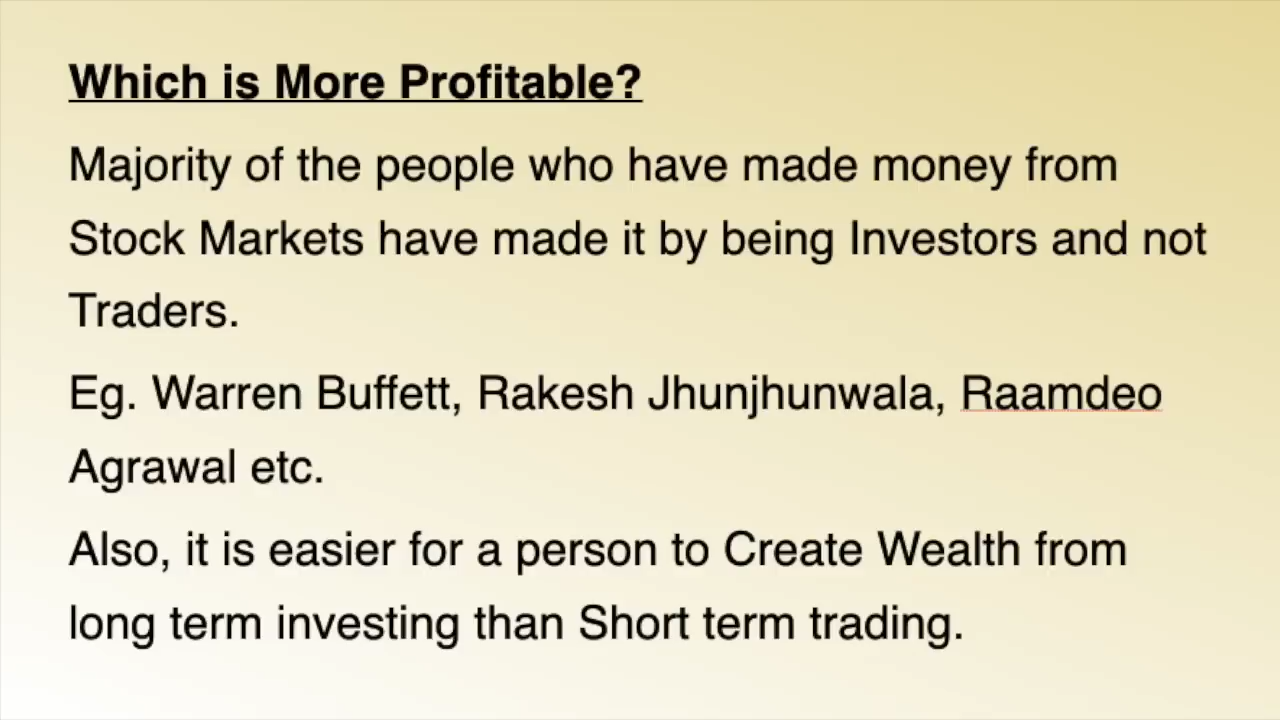 Which is More Profitable?
Majority of the people who have made money from
Stock Markets have made it by being Investors and not
Traders.
Eg. Warren Buffett, Rakesh Jhunjhunwala, Raamdeo
Agrawal etc.
Also, it is easier for a person to Create Wealth from
long term investing than Short term trading.